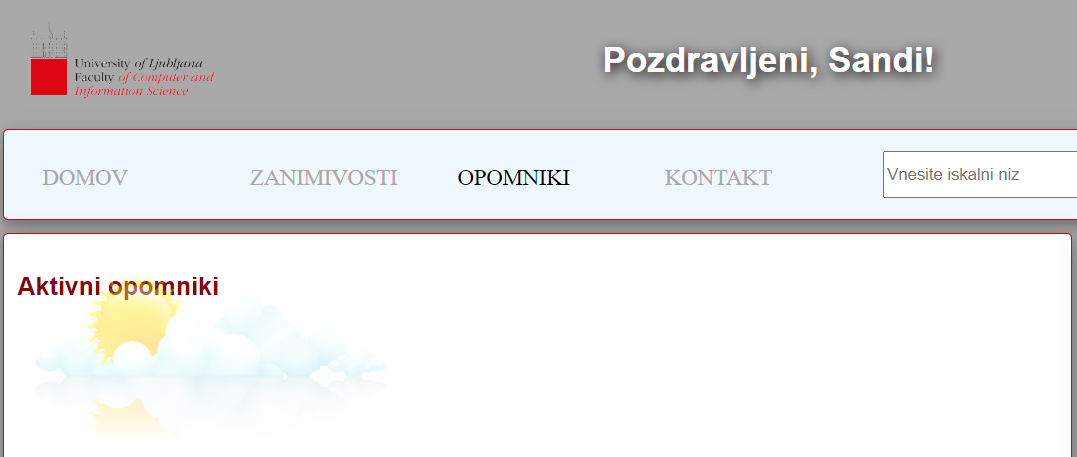 University of Ljubljana
Faculty of Computer and
Information Science
Pozdravljeni, Sandi!
DOMOV ZANIMIVOSTI OPOMNIKI KONTAKT Vnesite iskalni niz
Aktivni opomniki